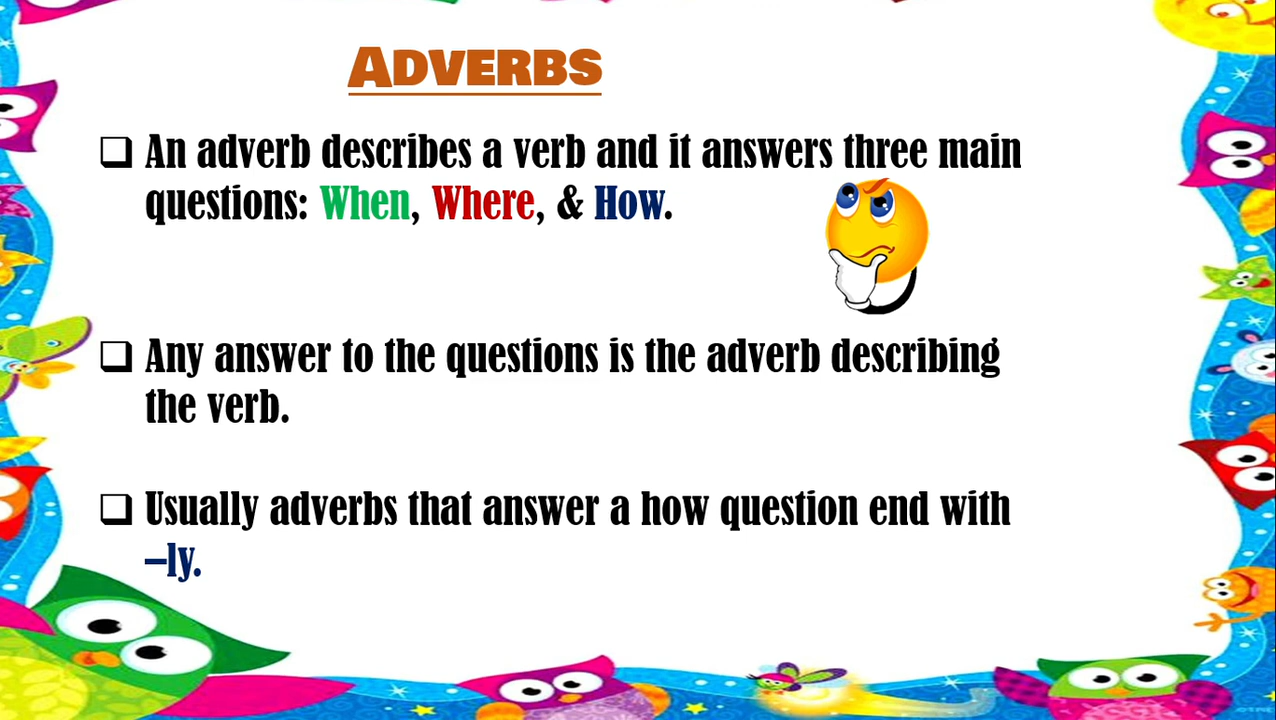 ADVERBS
❑ An adverb describes a verb and it answers three main
questions: When, Where, & How.
❑ Any answer to the questions is the adverb describing
the verb.
❑ Usually adverbs that answer a how question end with
–ly.